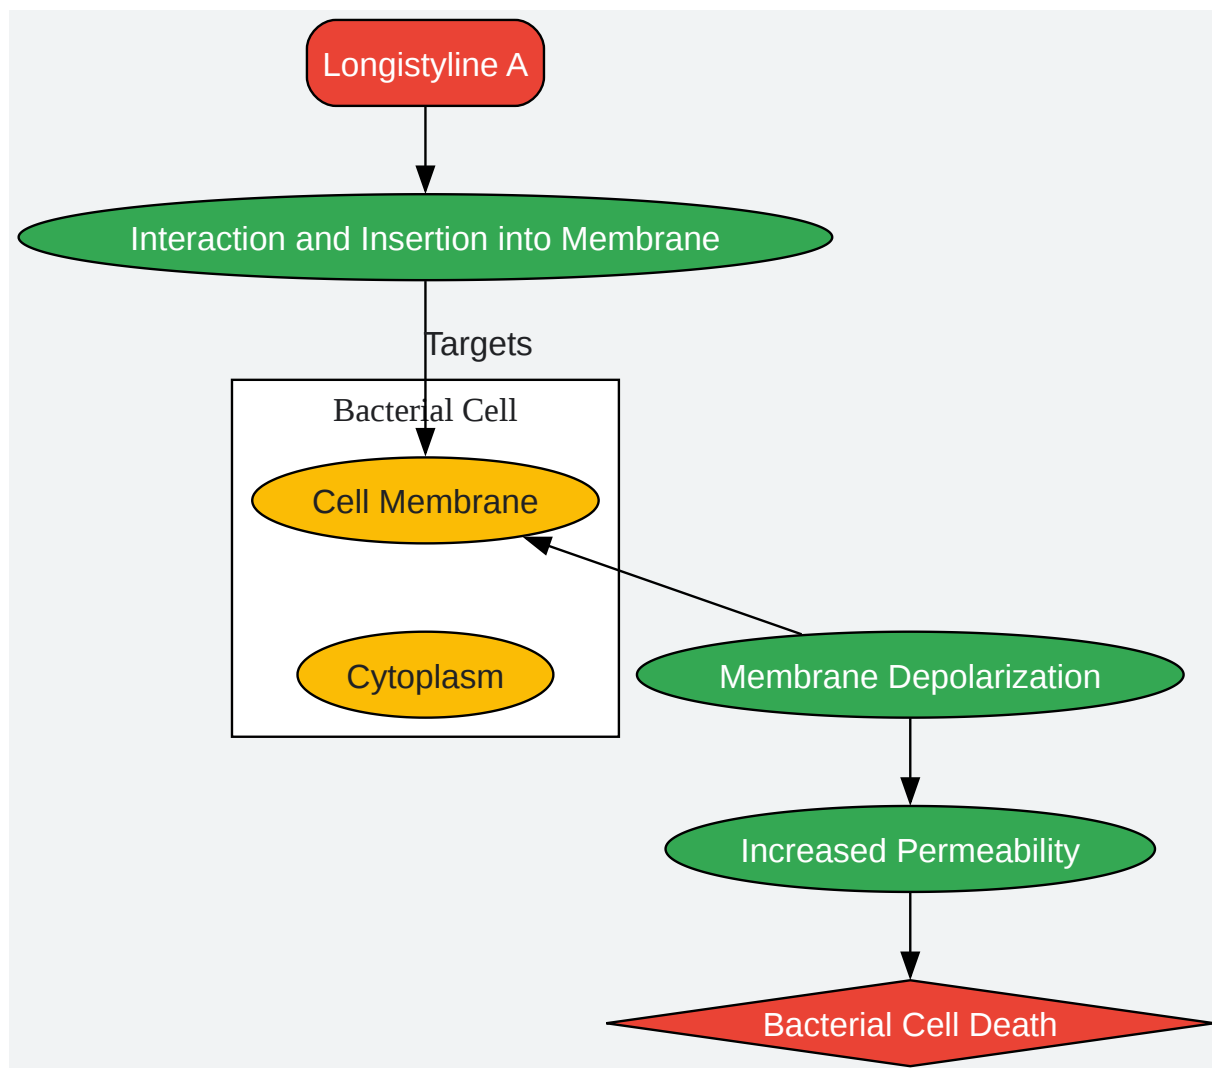 Longistyline A
Interaction and Insertion into Membrane
Targets
Bacterial Cell
Cell Membrane
Cytoplasm
Membrane Depolarization
Increased Permeability
Bacterial Cell Death